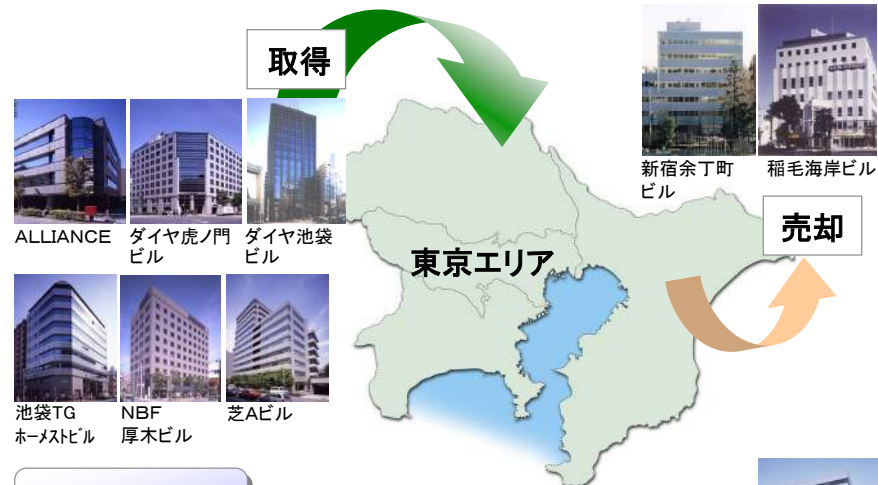 取得
新宿余丁町
ビル
稲毛海岸ビル
売却
ALLIANCE
ダイヤ虎ノ門
ビル
ダイヤ池袋
ビル
東京エリア
池袋TG
ホーメストビル
NBF
厚木ビル
芝Aビル